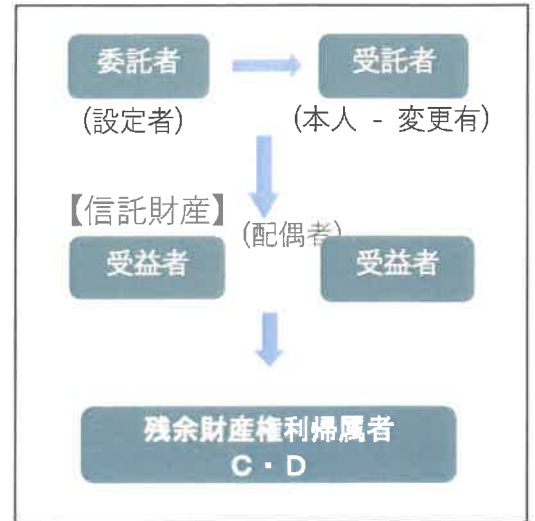 委託者
受託者
(設定者)
(本人 - 変更有)
【信託財産】
(配偶者)
受益者
受益者
残余財産権利帰属者
C・D